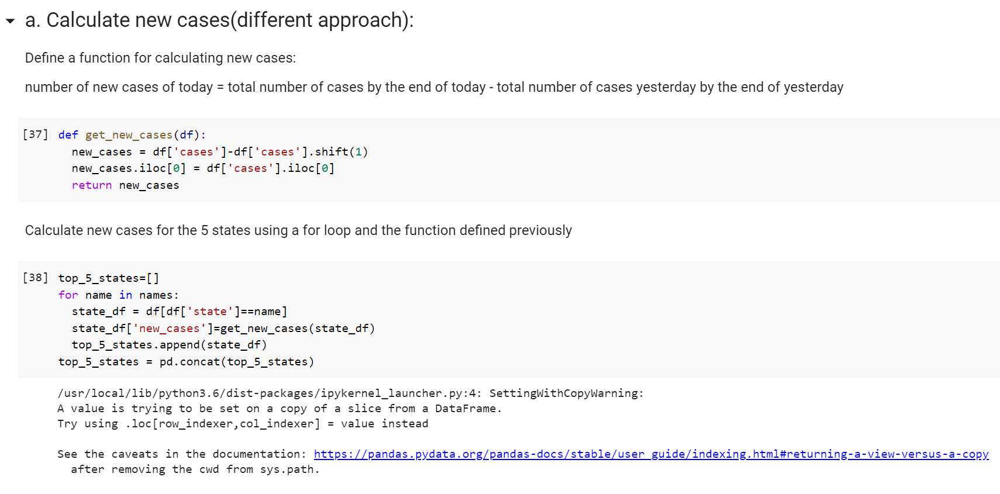 a. Calculate new cases(different approach):
Define a function for calculating new cases:
number of new cases of today = total number of cases by the end of today - total number of cases yesterday by the end of yesterday
[37] def get_new_cases(df):
new_cases = df['cases']-df['cases'].shift(1)
new_cases.iloc[0] = df['cases'].iloc[0]
return new_cases
Calculate new cases for the 5 states using a for loop and the function defined previously
[38] top_5_states=[]
for name in names:
state_df = df[df['state']==name]
state_df['new_cases']=get_new_cases(state_df)
top_5_states.append(state_df)
top_5_states = pd.concat(top_5_states)
/usr/local/lib/python3.6/dist-packages/ipykernel_launcher.py:4: SettingWithCopyWarning:
A value is trying to be set on a copy of a slice from a DataFrame.
Try using .loc[row_indexer,col_indexer] = value instead
See the caveats in the documentation: https://pandas.pydata.org/pandas-docs/stable/user_guide/indexing.html#returning-a-view-versus-a-copy
after removing the cwd from sys.path.